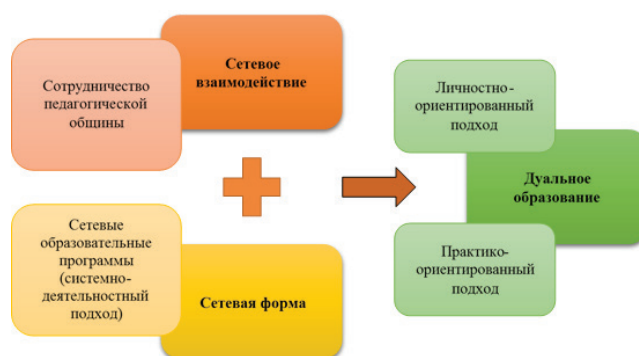 Сетевое
взаимодействие
Сотрудничество
педагогической
общины
Сетевые
образовательные
программы
(системно-
деятельностный
подход)
Сетевая форма
Личностно-
ориентированный
подход
Дуальное
образование
Практико-
ориентированный
подход